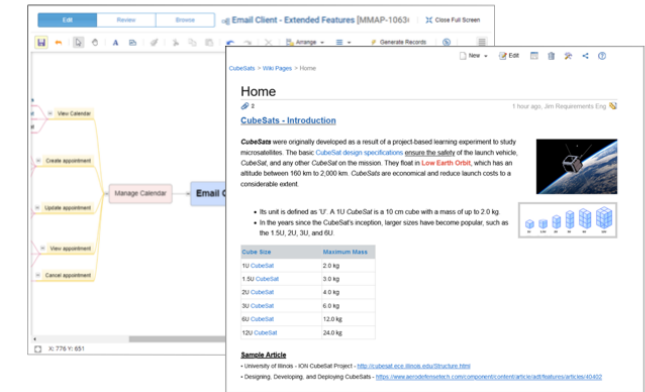 Edit Review Browse Email Client - Extended Features [MMAP-1063 Close Full Screen
Arrange Generate Records
View Calendar
Create appointment
Update appointment
View appointment
Cancel appointment
Manage Calendar
Email C
X: 776 Y: 651
New Edit
CubeSats > Wiki Pages > Home
Home
1 hour ago, Jim Requirements Eng
CubeSats - Introduction
CubeSats were originally developed as a result of a project-based learning experiment to study
microsatellites. The basic CubeSat design specifications ensure the safety of the launch vehicle,
CubeSat, and any other CubeSat on the mission. They float in Low Earth Orbit, which has an
altitude between 160 km to 2,000 km. CubeSats are economical and reduce launch costs to a
considerable extent.
• Its unit is defined as 'U'. A 1U CubeSat is a 10 cm cube with a mass of up to 2.0 kg.
• In the years since the CubeSat's inception, larger sizes have become popular, such as
the 1.5U, 2U, 3U, and 6U.
Cube Size Maximum Mass
1U CubeSat 2.0 kg
1.5U CubeSat 3.0 kg
2U CubeSat 4.0 kg
3U CubeSat 6.0 kg
6U CubeSat 12.0 kg
12U CubeSat 24.0 kg
Sample Article
• University of Illinois - ION CubeSat Project - http://cubesat.ece.illinois.edu/Structure.html
• Designing, Developing, and Deploying CubeSats - https://www.aerodefensetech.com/component/content/article/adt/features/articles/40402